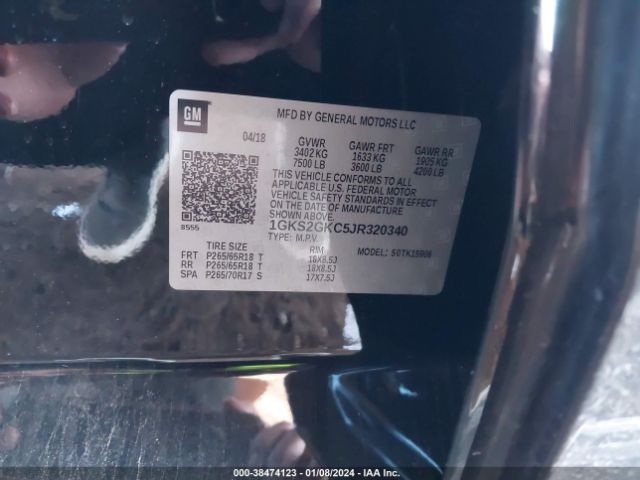 GM
MFD BY GENERAL MOTORS LLC
04/18 GVWR GAWR FRT GAWR RR
3402 KG 1633 KG 1905 KG
7500 LB 3600 LB 4200 LB
THIS VEHICLE CONFORMS TO ALL
APPLICABLE U.S. FEDERAL MOTOR
VEHICLE SAFETY STANDARDS IN
EFFECT ON THE DATE OF MANUFACTURE
SHOWN ABOVE.
8555 1GKS2GKC5JR320340
TYPE: M.P.V. MODEL:
TIRE SIZE RIM
FRT P265/65R18 T 18X8.5J
RR P265/65R18 T 18X8.5J
SPA P265/70R17 S 17X7.5J
000-38474123 — 01/08/2024 — IAA Inc.